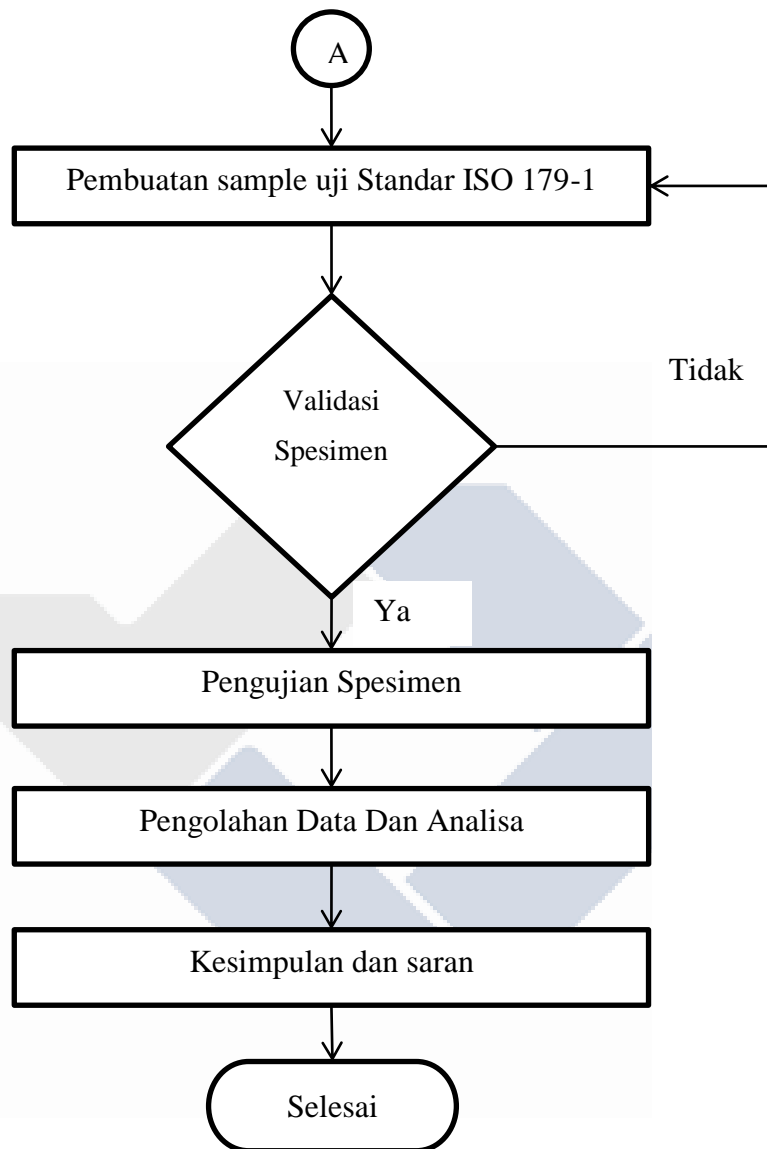 A
Pembuatan sample uji Standar ISO 179-1
Tidak
Validasi
Spesimen
Ya
Pengujian Spesimen
Pengolahan Data Dan Analisa
Kesimpulan dan saran
Selesai